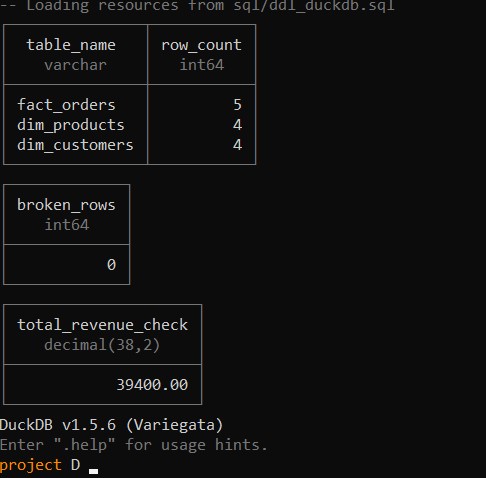 -- Loading resources from sql/ddl_duckdb.sql
table_name row_count
varchar int64
fact_orders 5
dim_products 4
dim_customers 4
broken_rows
int64
0
total_revenue_check
decimal(38,2)
39400.00
DuckDB v1.5.6 (Variegata)
Enter ".help" for usage hints.
project D